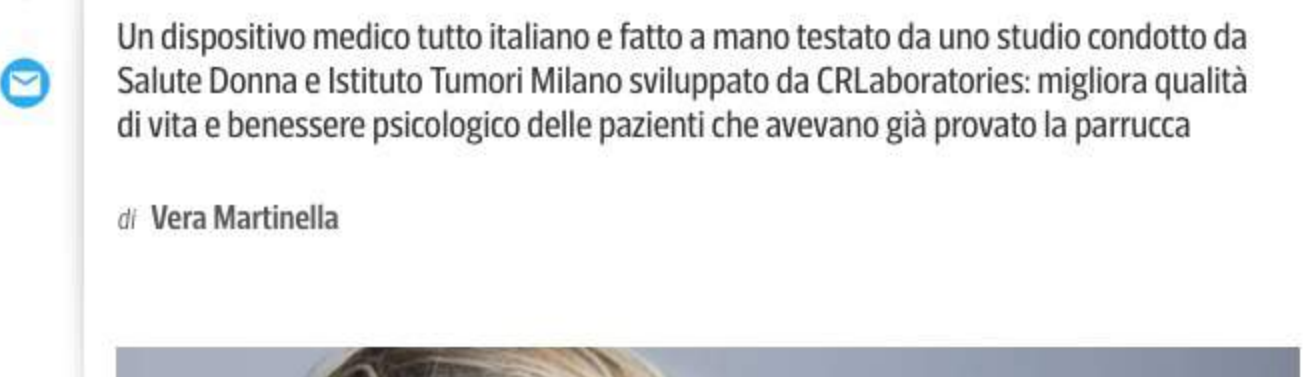 Un dispositivo medico tutto italiano e fatto a mano testato da uno studio condotto da
Salute Donna e Istituto Tumori Milano sviluppato da CRLaboratories: migliora qualità
di vita e benessere psicologico delle pazienti che avevano già provato la parrucca
di Vera Martinella